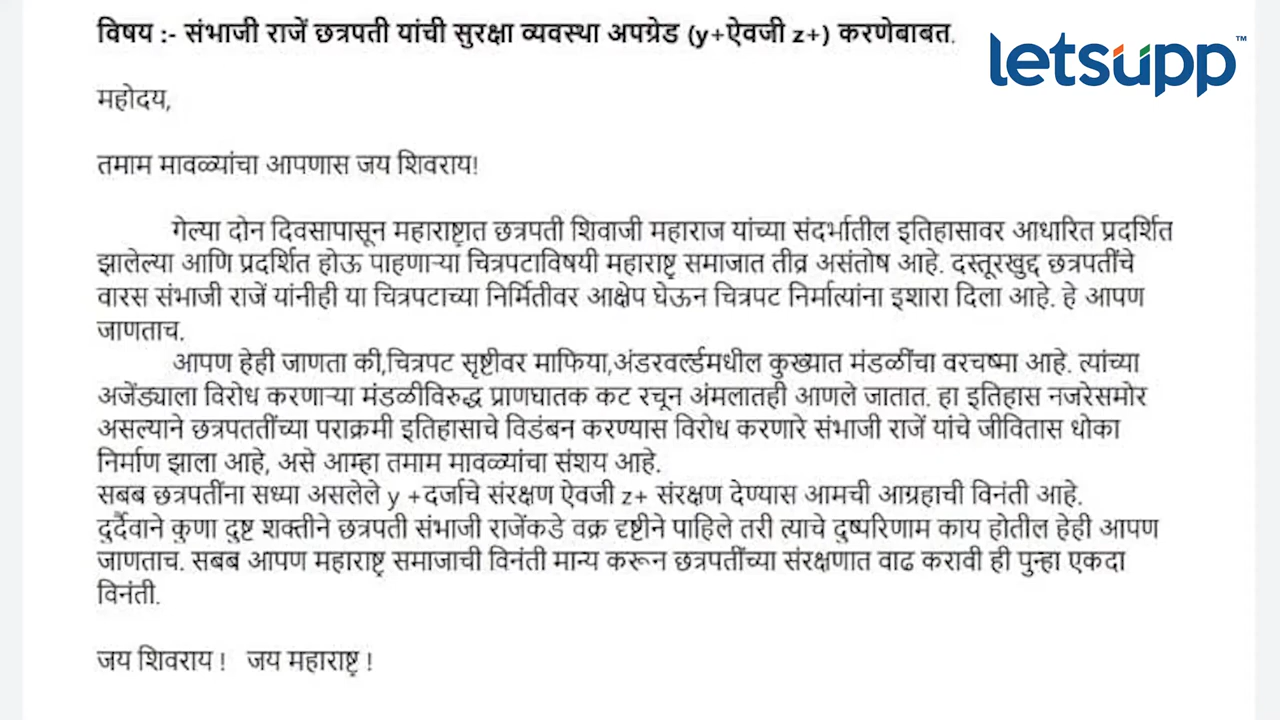 विषय :- संभाजी राजें छत्रपती यांची सुरक्षा व्यवस्था अपग्रेड (y+ऐवजी z+) करणेबाबत.
letsupp™
महोदय,
तमाम मावळ्यांचा आपणास जय शिवराय!
गेल्या दोन दिवसापासून महाराष्ट्रात छत्रपती शिवाजी महाराज यांच्या संदर्भातील इतिहासावर आधारित प्रदर्शित
झालेल्या आणि प्रदर्शित होऊ पाहणाऱ्या चित्रपटाविषयी महाराष्ट्र समाजात तीव्र असंतोष आहे. दस्तूरखुद्द छत्रपतींचे
वारस संभाजी राजें यांनीही या चित्रपटाच्या निर्मितीवर आक्षेप घेऊन चित्रपट निर्मात्यांना इशारा दिला आहे. हे आपण
जाणताच.
आपण हेही जाणता की,चित्रपट सृष्टीवर माफिया,अंडरवर्ल्डमधील कुख्यात मंडळींचा वरचष्मा आहे. त्यांच्या
अजेंड्याला विरोध करणाऱ्या मंडळीविरुद्ध प्राणघातक कट रचून अंमलातही आणले जातात. हा इतिहास नजरेसमोर
असल्याने छत्रपततींच्या पराक्रमी इतिहासाचे विडंबन करण्यास विरोध करणारे संभाजी राजें यांचे जीवितास धोका
निर्माण झाला आहे, असे आम्हा तमाम मावळ्यांचा संशय आहे.
सबब छत्रपतींना सध्या असलेले y +दर्जाचे संरक्षण ऐवजी z+ संरक्षण देण्यास आमची आग्रहाची विनंती आहे.
दुर्दैवाने कुणा दुष्ट शक्तीने छत्रपती संभाजी राजेंकडे वक्र दृष्टीने पाहिले तरी त्याचे दुष्परिणाम काय होतील हेही आपण
जाणताच. सबब आपण महाराष्ट्र समाजाची विनंती मान्य करून छत्रपतींच्या संरक्षणात वाढ करावी ही पुन्हा एकदा
विनंती.
जय शिवराय ! जय महाराष्ट्र !